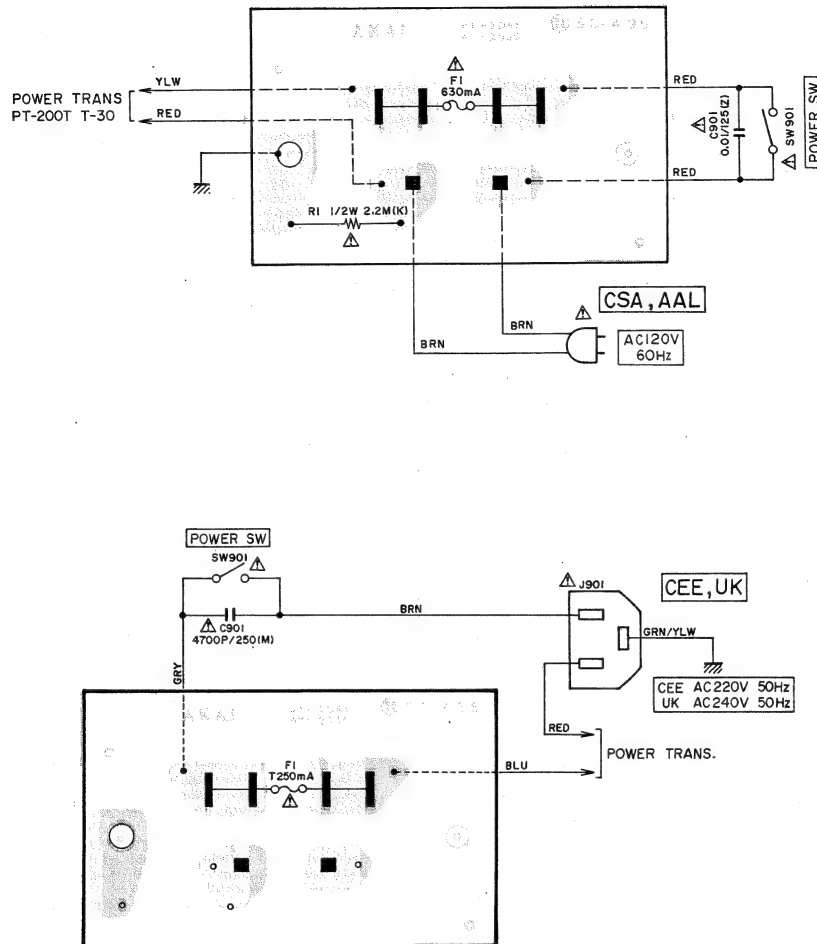 AKAI
YLW
F1
630mA
RED
POWER TRANS
PT-200T T-30
RED
C901
0.01/125(Z)
SW901
POWER SW
RED
R1 1/2W 2.2M(K)
CSA, AAL
BRN
AC120V
60Hz
BRN
POWER SW
SW901
J901
CEE, UK
BRN
C901
4700P/250(M)
GRN/YLW
GRY
CEE AC220V 50Hz
UK AC240V 50Hz
AKAI
RED
F1
T250mA
POWER TRANS.
BLU